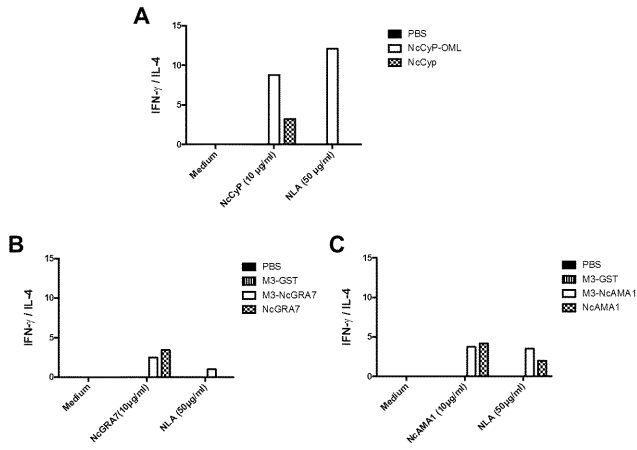 A
IFN-γ / IL-4
15
10
5
0
Medium
NcCyP (10 μg/ml)
NLA (50 μg/ml)
PBS
NcCyP-OML
NcCyp
B
IFN-γ / IL-4
15
10
5
0
Medium
NcGRA7(10μg/ml)
NLA (50μg/ml)
PBS
M3-GST
M3-NcGRA7
NcGRA7
C
IFN-γ / IL-4
15
10
5
0
Medium
NcAMA1 (10μg/ml)
NLA (50μg/ml)
PBS
M3-GST
M3-NcAMA1
NcAMA1